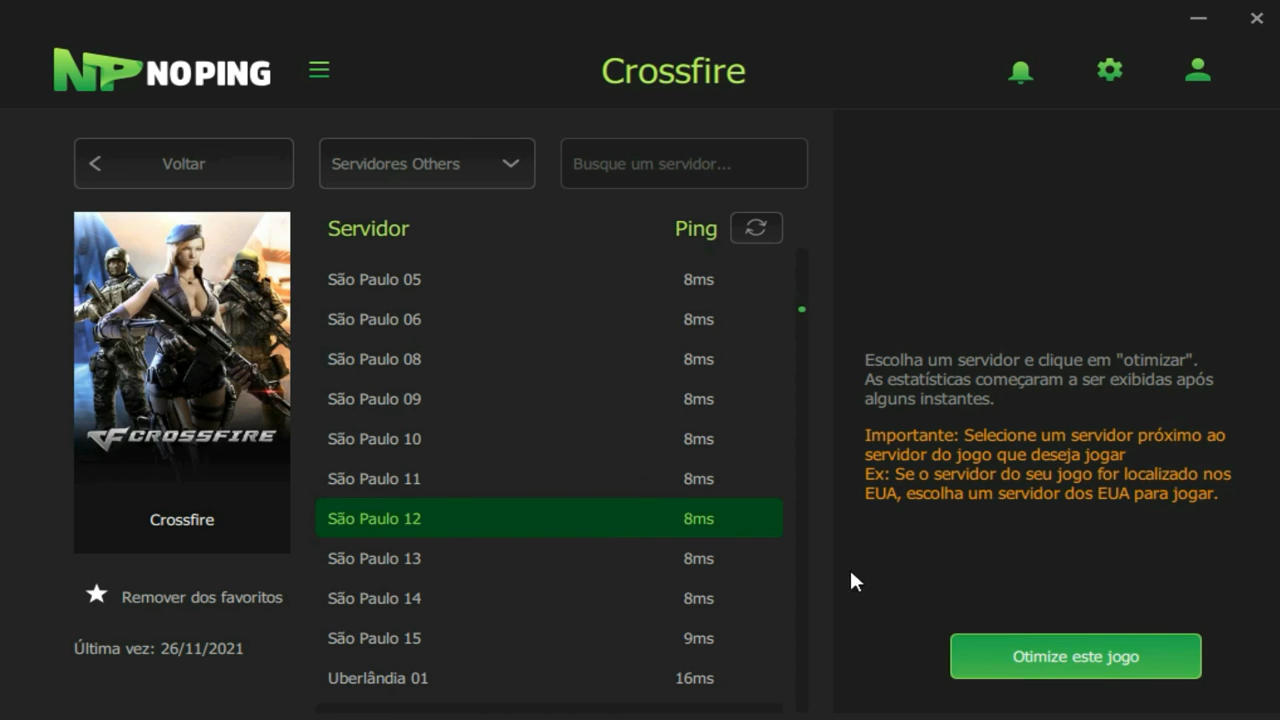 NP NOPING
Crossfire
Voltar
Servidores Others
Busque um servidor...
Servidor Ping
São Paulo 05 8ms
São Paulo 06 8ms
São Paulo 08 8ms
São Paulo 09 8ms
São Paulo 10 8ms
São Paulo 11 8ms
São Paulo 12 8ms
São Paulo 13 8ms
São Paulo 14 8ms
São Paulo 15 9ms
Uberlândia 01 16ms
CF CROSSFIRE
Crossfire
Remover dos favoritos
Última vez: 26/11/2021
Escolha um servidor e clique em "otimizar".
As estatísticas começaram a ser exibidas após
alguns instantes.
Importante: Selecione um servidor próximo ao
servidor do jogo que deseja jogar
Ex: Se o servidor do seu jogo for localizado nos
EUA, escolha um servidor dos EUA para jogar.
Otimize este jogo